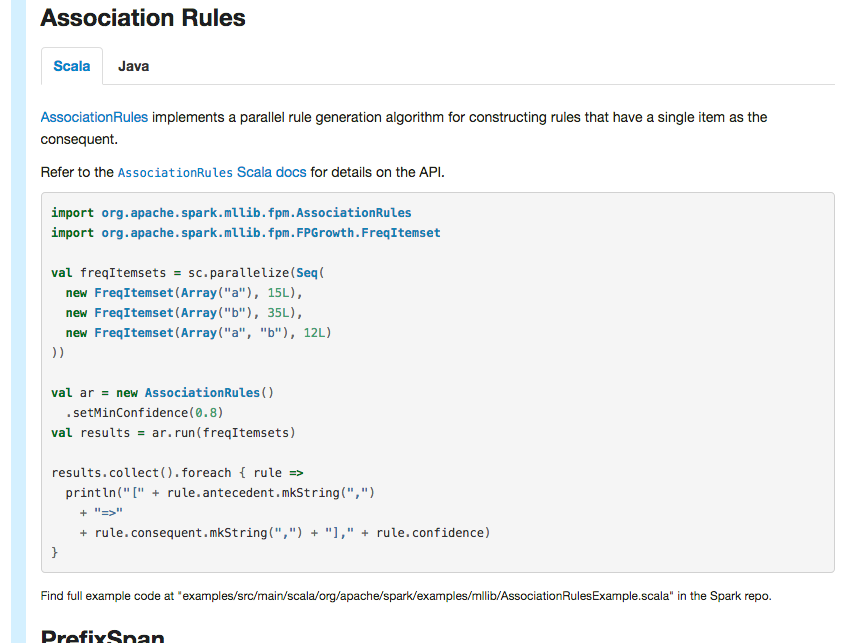 Association Rules
Scala Java
AssociationRules implements a parallel rule generation algorithm for constructing rules that have a single item as the
consequent.
Refer to the AssociationRules Scala docs for details on the API.
import org.apache.spark.mllib.fpm.AssociationRules
import org.apache.spark.mllib.fpm.FPGrowth.FreqItemset
val freqItemsets = sc.parallelize(Seq(
  new FreqItemset(Array("a"), 15L),
  new FreqItemset(Array("b"), 35L),
  new FreqItemset(Array("a", "b"), 12L)
))
val ar = new AssociationRules()
  .setMinConfidence(0.8)
val results = ar.run(freqItemsets)
results.collect().foreach { rule =>
  println("[" + rule.antecedent.mkString(",")
    + "=>"
    + rule.consequent.mkString(",") + "]," + rule.confidence)
}
Find full example code at "examples/src/main/scala/org/apache/spark/examples/mllib/AssociationRulesExample.scala" in the Spark repo.
PrefixSpan